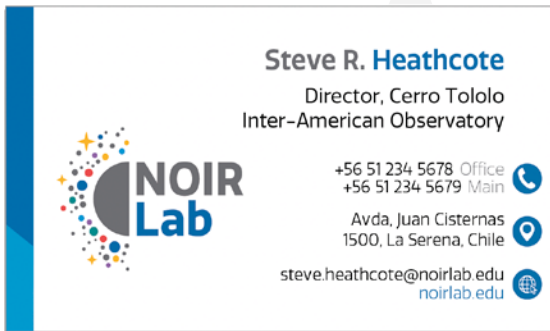 Steve R. Heathcote
Director, Cerro Tololo
Inter-American Observatory
NOIR
Lab
+56 51 234 5678 Office
+56 51 234 5679 Main
Avda, Juan Cisternas
1500, La Serena, Chile
steve.heathcote@noirlab.edu
noirlab.edu